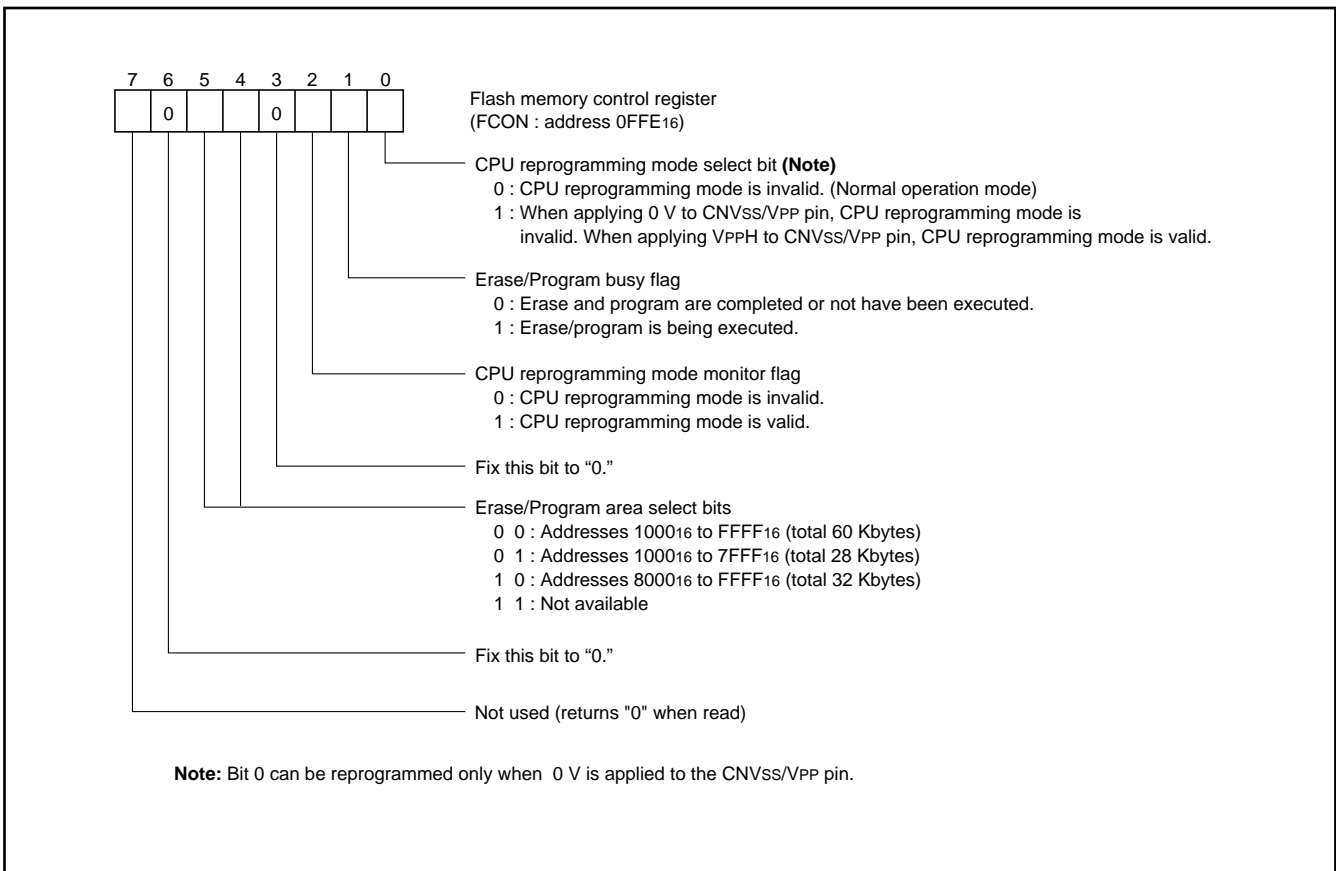 7 6 5 4 3 2 1 0
0 0
Flash memory control register
(FCON : address 0FFE16)
CPU reprogramming mode select bit (Note)
0 : CPU reprogramming mode is invalid. (Normal operation mode)
1 : When applying 0 V to CNVSS/VPP pin, CPU reprogramming mode is
invalid. When applying VPPH to CNVSS/VPP pin, CPU reprogramming mode is valid.
Erase/Program busy flag
0 : Erase and program are completed or not have been executed.
1 : Erase/program is being executed.
CPU reprogramming mode monitor flag
0 : CPU reprogramming mode is invalid.
1 : CPU reprogramming mode is valid.
Fix this bit to “0.”
Erase/Program area select bits
0 0 : Addresses 100016 to FFFF16 (total 60 Kbytes)
0 1 : Addresses 100016 to 7FFF16 (total 28 Kbytes)
1 0 : Addresses 800016 to FFFF16 (total 32 Kbytes)
1 1 : Not available
Fix this bit to “0.”
Not used (returns "0" when read)
Note: Bit 0 can be reprogrammed only when 0 V is applied to the CNVSS/VPP pin.